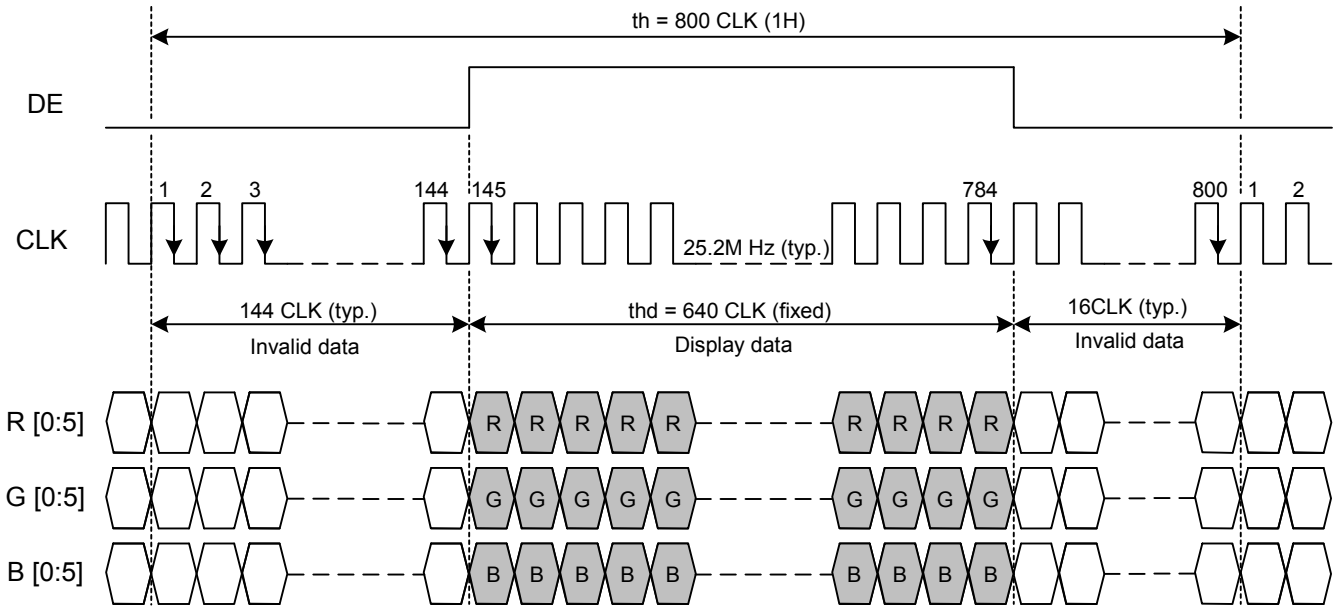 th = 800 CLK (1H)
DE
1 2 3 144 145 784 800 1 2
CLK
25.2M Hz (typ.)
144 CLK (typ.) thd = 640 CLK (fixed) 16CLK (typ.)
Invalid data Display data Invalid data
R [0:5] R R R R R R R R R
G [0:5] G G G G G G G G G
B [0:5] B B B B B B B B B